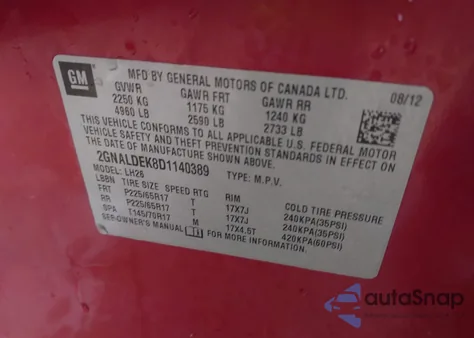 GM
MFD BY GENERAL MOTORS OF CANADA LTD.
08/12
GVWR GAWR FRT GAWR RR
2250 KG 1175 KG 1240 KG
4960 LB 2590 LB 2733 LB
THIS VEHICLE CONFORMS TO ALL APPLICABLE U.S. FEDERAL MOTOR
VEHICLE SAFETY AND THEFT PREVENTION STANDARDS IN EFFECT ON
THE DATE OF MANUFACTURE SHOWN ABOVE.
2GNALDEK8D1140389 TYPE: M.P.V.
MODEL: LH26
LBBN TIRE SIZE SPEED RTG RIM COLD TIRE PRESSURE
FRT P225/65R17 T 17X7J 240KPA(35PSI)
RR P225/65R17 T 17X7J 240KPA(35PSI)
SPA T145/70R17 M 17X4.5T 420KPA(60PSI)
SEE OWNER'S MANUAL FOR MORE INFORMATION.
autoSnap